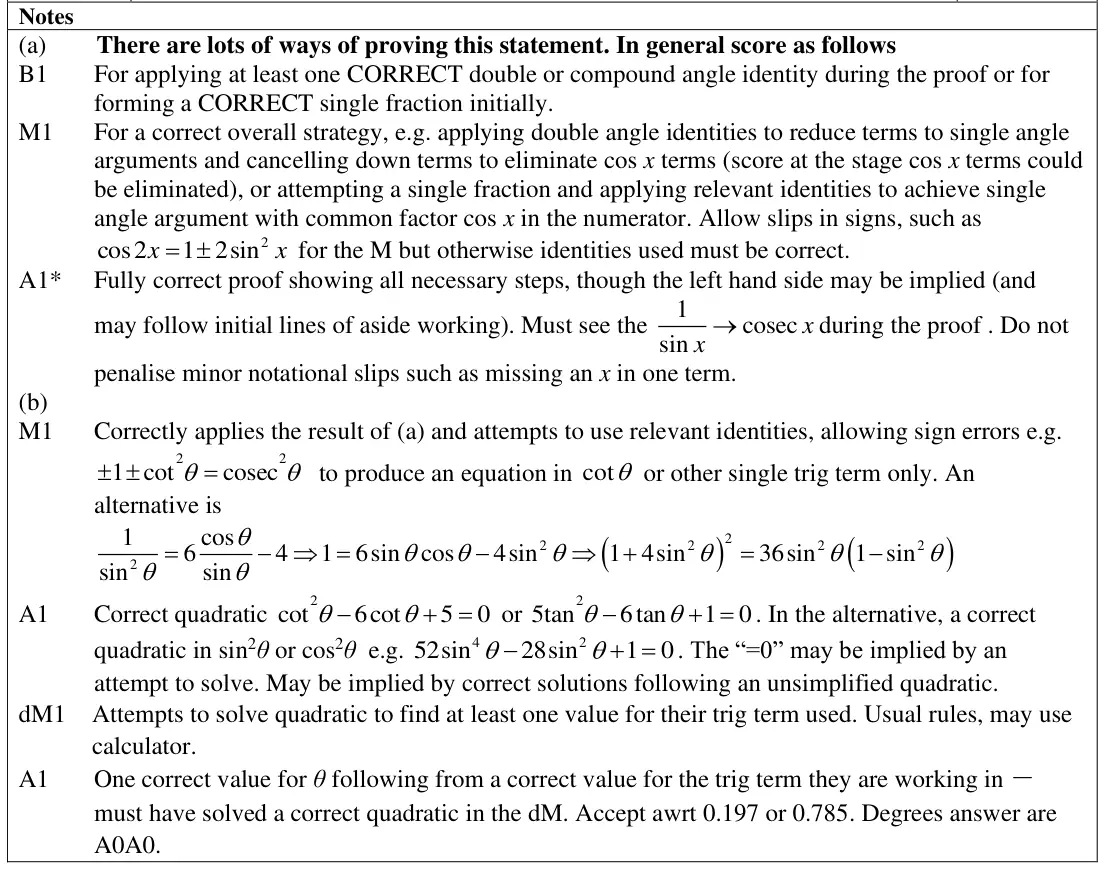 Notes
(a) There are lots of ways of proving this statement. In general score as follows
B1 For applying at least one CORRECT double or compound angle identity during the proof or for
forming a CORRECT single fraction initially.
M1 For a correct overall strategy, e.g. applying double angle identities to reduce terms to single angle
arguments and cancelling down terms to eliminate cos x terms (score at the stage cos x terms could
be eliminated), or attempting a single fraction and applying relevant identities to achieve single
angle argument with common factor cos x in the numerator. Allow slips in signs, such as
cos 2x = 1 ± 2sin² x for the M but otherwise identities used must be correct.
A1* Fully correct proof showing all necessary steps, though the left hand side may be implied (and
may follow initial lines of aside working). Must see the 1/sin x → cosec x during the proof . Do not
penalise minor notational slips such as missing an x in one term.
(b)
M1 Correctly applies the result of (a) and attempts to use relevant identities, allowing sign errors e.g.
±1 ± cot²θ = cosec²θ to produce an equation in cot θ or other single trig term only. An
alternative is
1/sin²θ = 6 cos θ/sin θ − 4 ⇒ 1 = 6sin θ cos θ − 4sin² θ ⇒ (1 + 4sin² θ)² = 36sin² θ (1 − sin² θ)
A1 Correct quadratic cot²θ − 6cot θ + 5 = 0 or 5tan²θ − 6 tan θ + 1 = 0 . In the alternative, a correct
quadratic in sin²θ or cos²θ e.g. 52sin⁴ θ − 28sin² θ + 1 = 0 . The “=0” may be implied by an
attempt to solve. May be implied by correct solutions following an unsimplified quadratic.
dM1 Attempts to solve quadratic to find at least one value for their trig term used. Usual rules, may use
calculator.
A1 One correct value for θ following from a correct value for the trig term they are working in −
must have solved a correct quadratic in the dM. Accept awrt 0.197 or 0.785. Degrees answer are
A0A0.